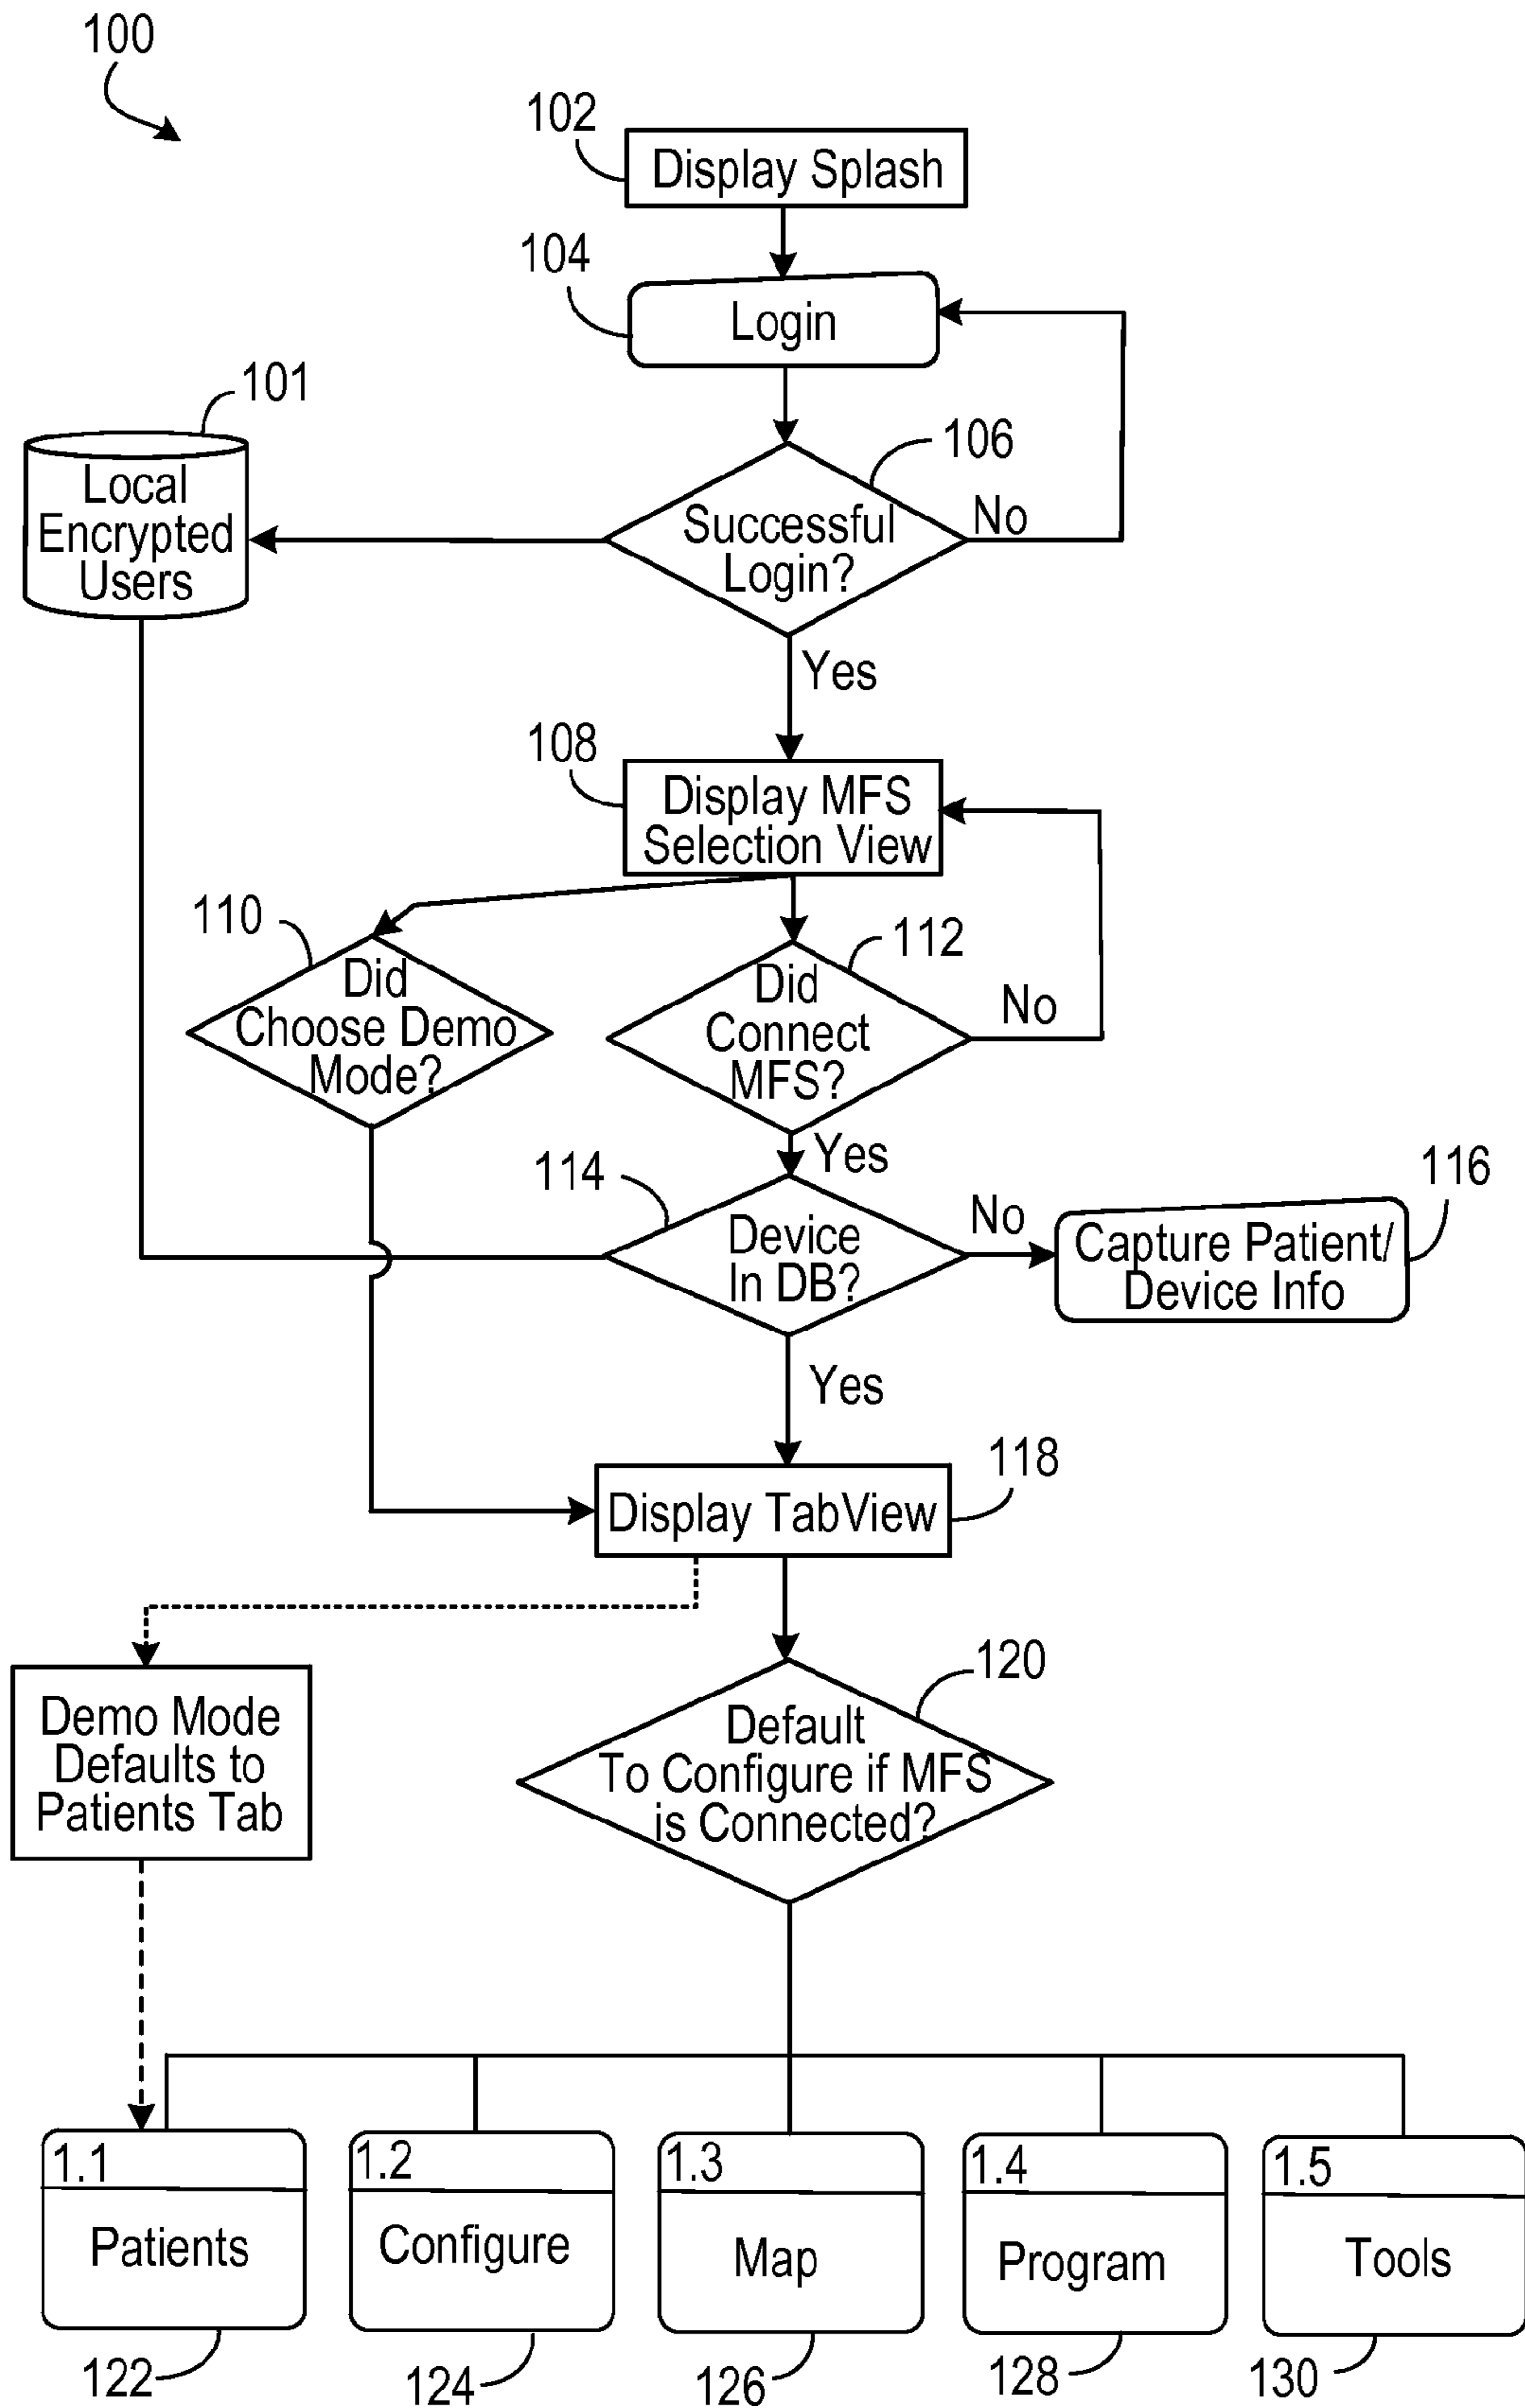 100
102
Display Splash
104
Login
101
Local
Encrypted
Users
106
Successful
Login?
No
Yes
108
Display MFS
Selection View
110
Did
Choose Demo
Mode?
112
Did
Connect
MFS?
No
Yes
114
Device
In DB?
No
116
Capture Patient/
Device Info
Yes
118
Display TabView
Demo Mode
Defaults to
Patients Tab
120
Default
To Configure if MFS
is Connected?
1.1
Patients
122
1.2
Configure
124
1.3
Map
126
1.4
Program
128
1.5
Tools
130